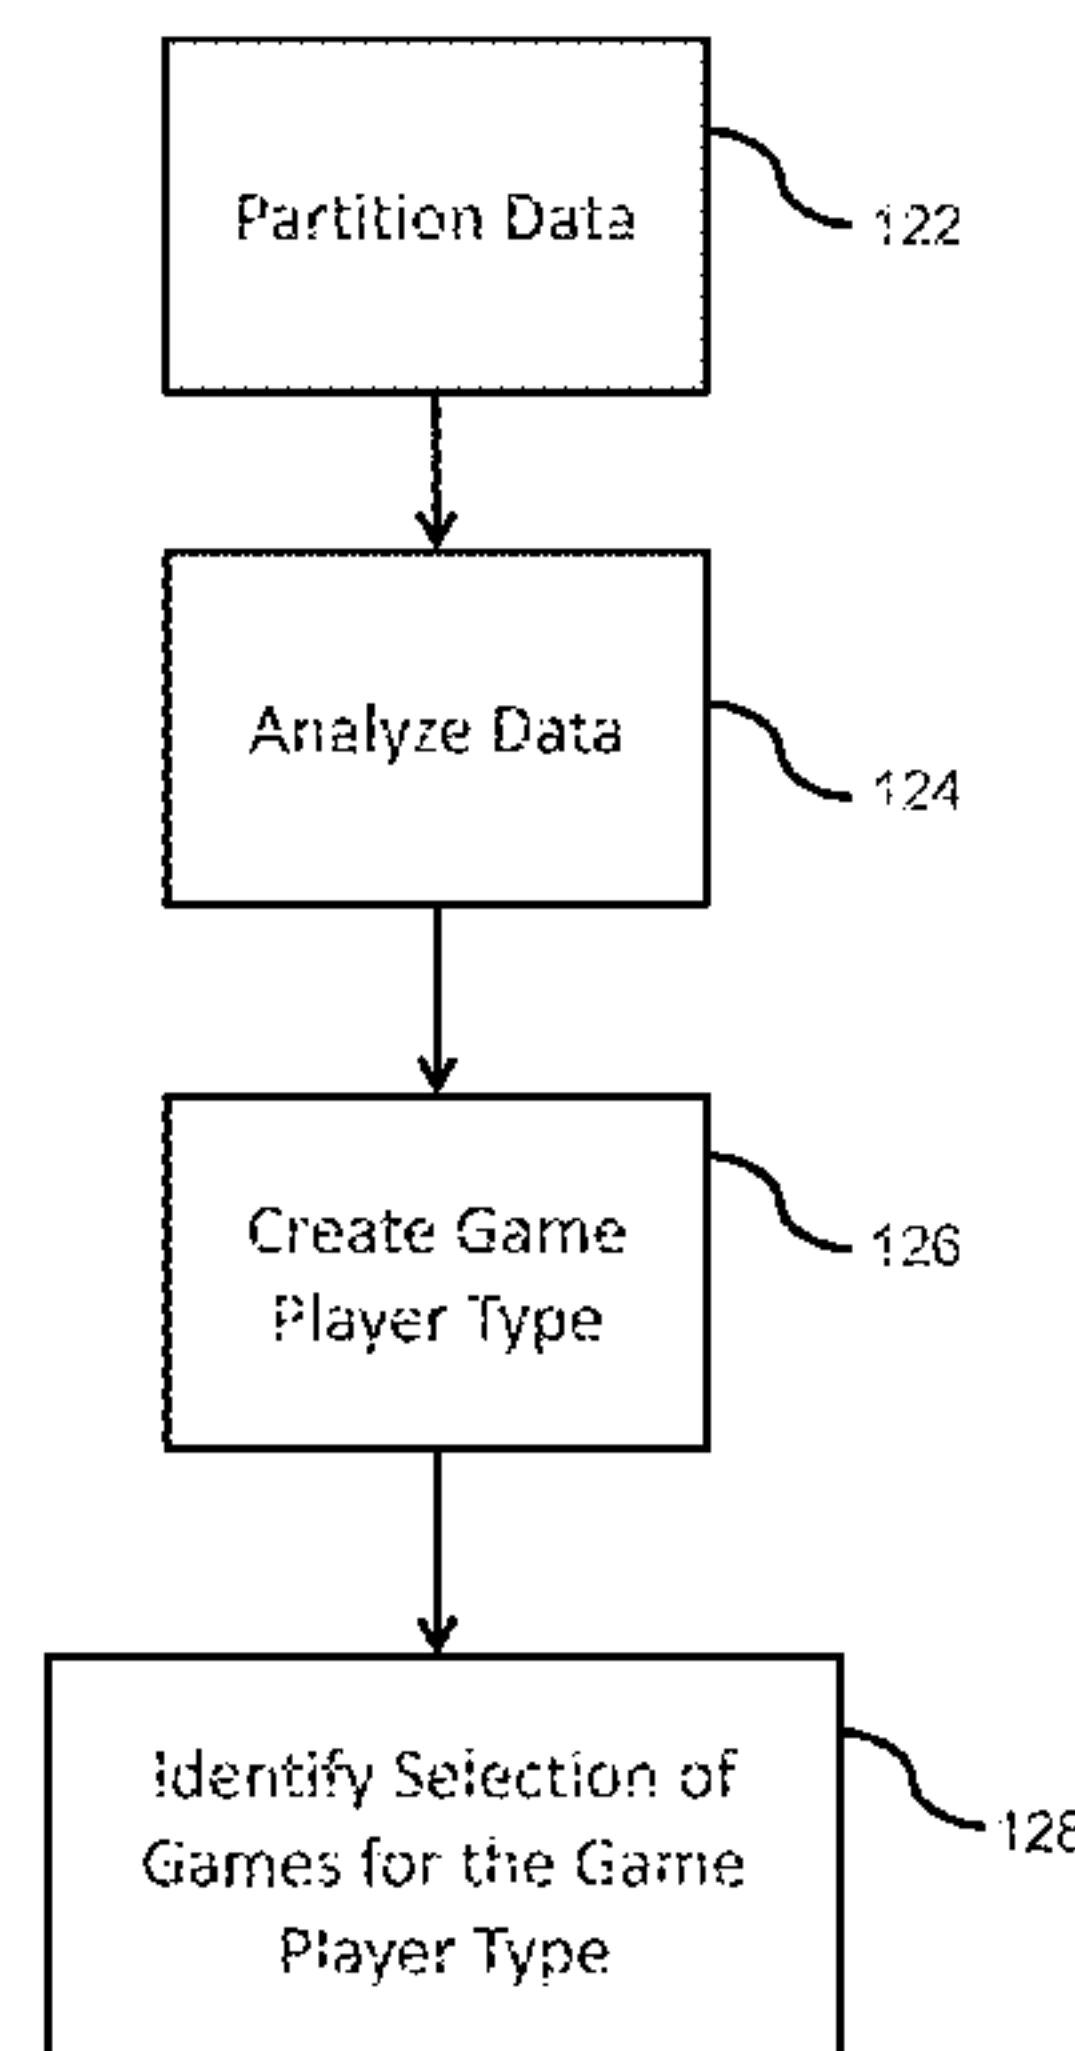 Partition Data
122
Analyze Data
124
Create Game
Player Type
126
Identify Selection of
Games for the Game
Player Type
128